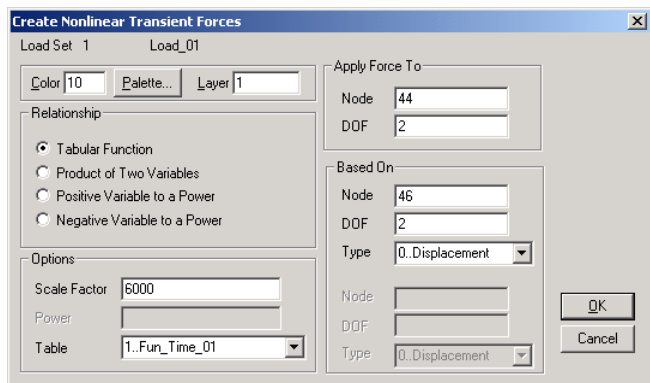 Create Nonlinear Transient Forces
Load Set 1 Load_01
Color 10 Palette... Layer 1
Relationship
Tabular Function
Product of Two Variables
Positive Variable to a Power
Negative Variable to a Power
Options
Scale Factor 6000
Power
Table 1..Fun_Time_01
Apply Force To
Node 44
DOF 2
Based On
Node 46
DOF 2
Type 0..Displacement
Node
DOF
Type 0..Displacement
OK
Cancel